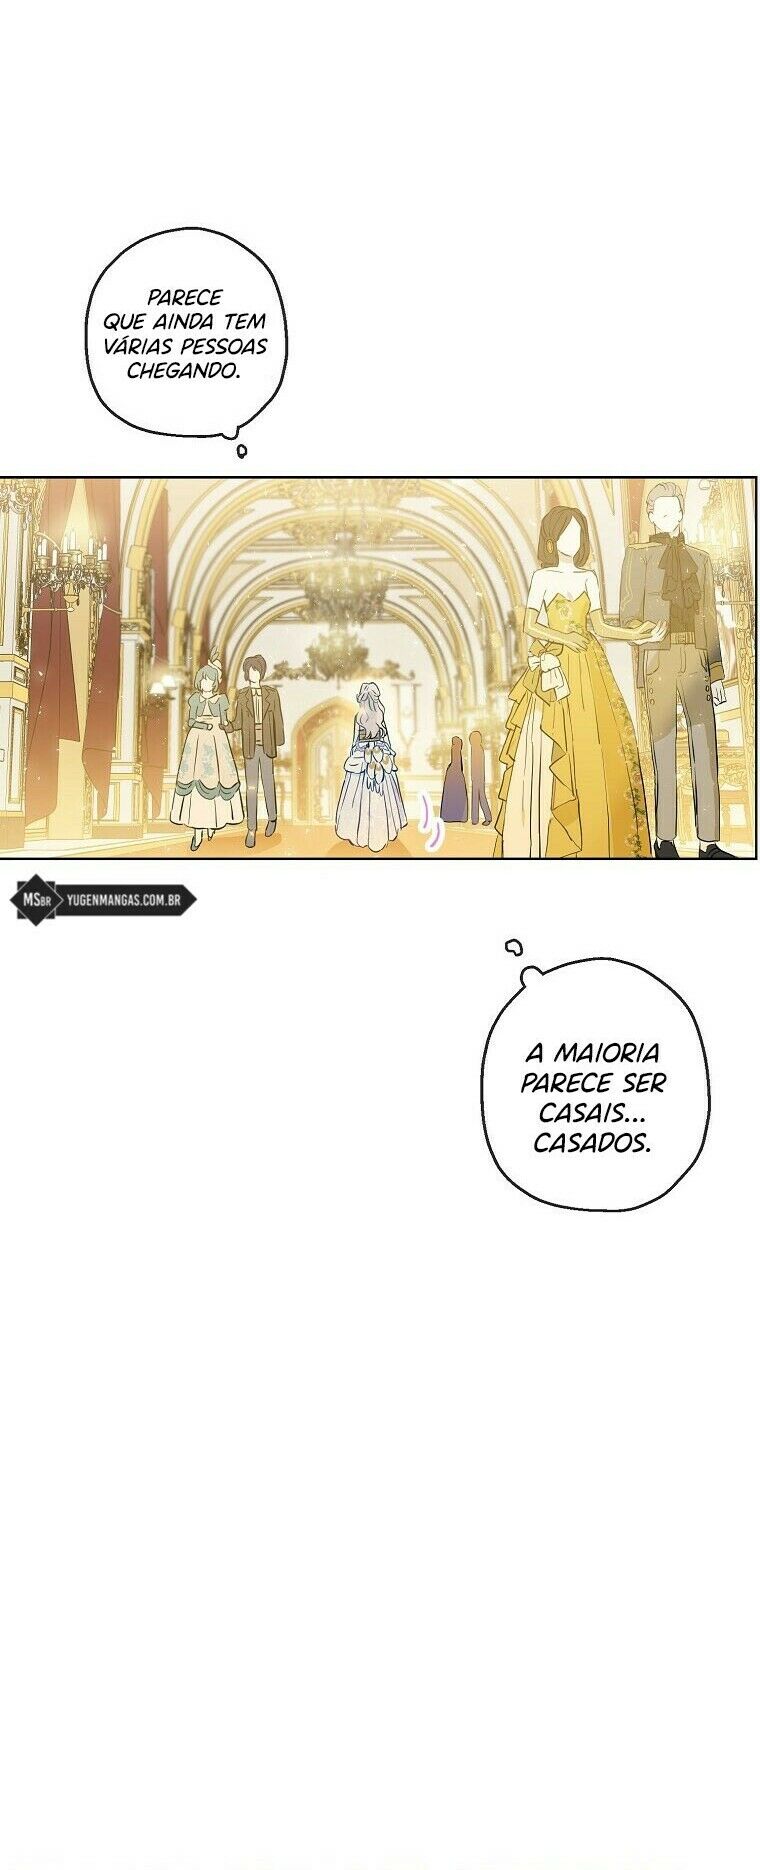 PARECE
QUE AINDA TEM
VÁRIAS PESSOAS
CHEGANDO.
MSBR YUGENMANGAS.COM.BR
A MAIORIA
PARECE SER
CASAIS...
CASADOS.